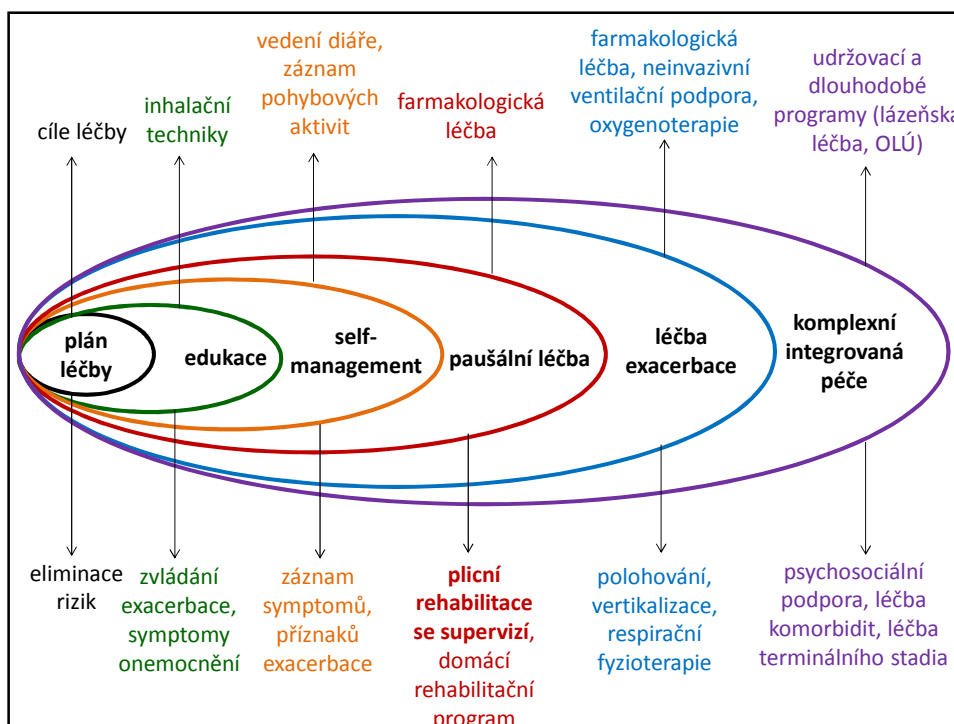 cíle léčby
inhalační
techniky
vedení diáře,
záznam
pohybových
aktivit
farmakologická
léčba
farmakologická
léčba, neinvazivní
ventilační podpora,
oxygenoterapie
udržovací a
dlouhodobé
programy (lázeňská
léčba, OLÚ)
plán
léčby
edukace
self-
management
paušální léčba
léčba
exacerbace
komplexní
integrovaná
péče
eliminace
rizik
zvládání
exacerbace,
symptomy
onemocnění
záznam
symptomů,
příznaků
exacerbace
plicní
rehabilitace
se supervizí,
domácí
rehabilitační
program
polohování,
vertikalizace,
respirační
fyzioterapie
psychosociální
podpora, léčba
komorbidit, léčba
terminálního stadia